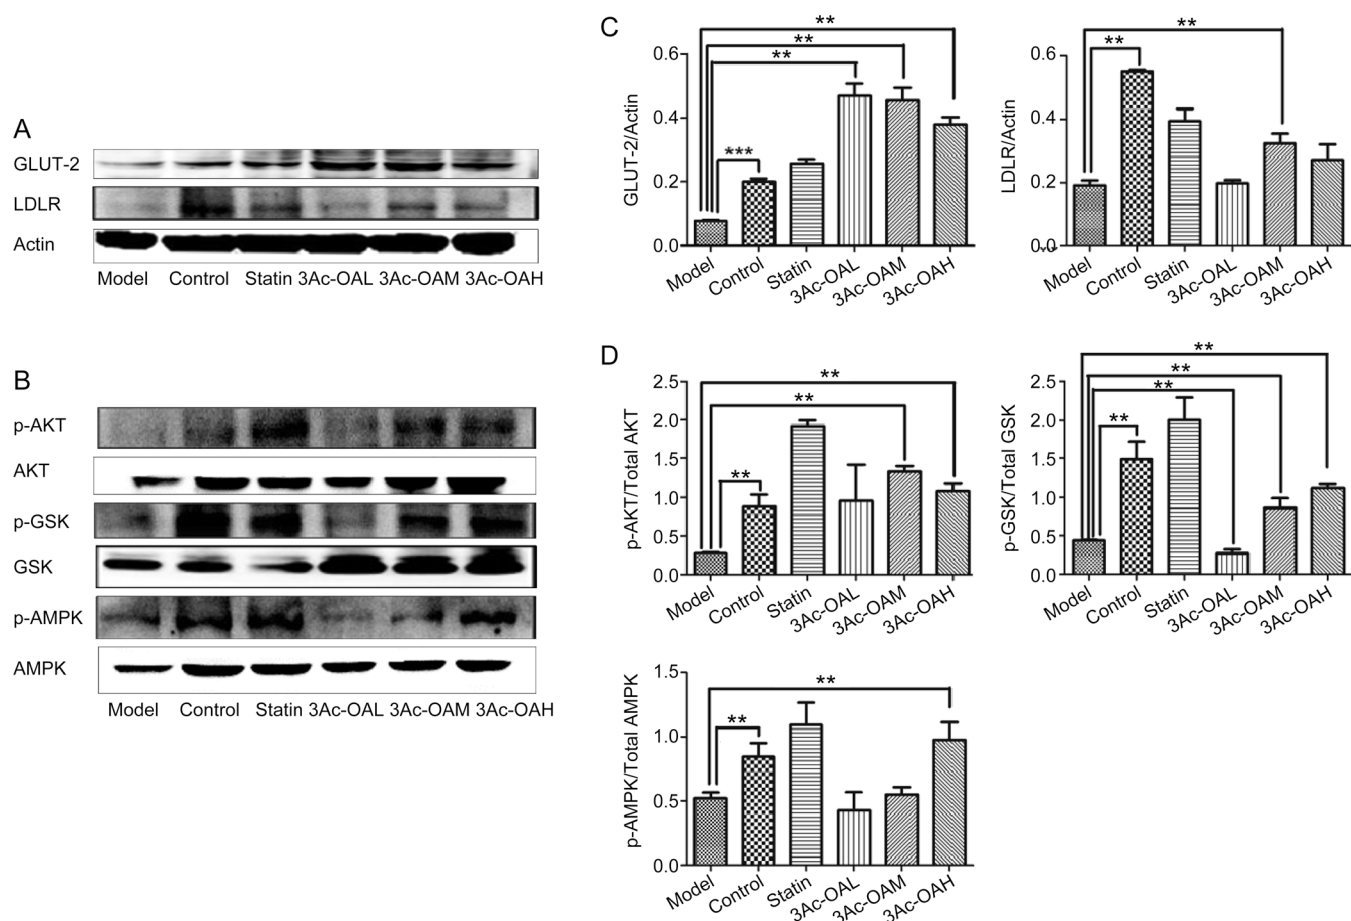 A
GLUT-2
LDLR
Actin
Model Control Statin 3Ac-OAL 3Ac-OAM 3Ac-OAH
B
p-AKT
AKT
p-GSK
GSK
p-AMPK
AMPK
Model Control Statin 3Ac-OAL 3Ac-OAM 3Ac-OAH
C
**
**
**
***
GLUT-2/Actin
0.6
0.4
0.2
0.0
Model Control Statin 3Ac-OAL 3Ac-OAM 3Ac-OAH
**
**
LDLR/Actin
0.6
0.4
0.2
0.0
Model Control Statin 3Ac-OAL 3Ac-OAM 3Ac-OAH
D
**
**
**
p-AKT/Total AKT
2.5
2.0
1.5
1.0
0.5
0.0
Model Control Statin 3Ac-OAL 3Ac-OAM 3Ac-OAH
**
**
**
**
p-GSK/Total GSK
2.5
2.0
1.5
1.0
0.5
0.0
Model Control Statin 3Ac-OAL 3Ac-OAM 3Ac-OAH
**
**
p-AMPK/Total AMPK
1.5
1.0
0.5
0.0
Model Control Statin 3Ac-OAL 3Ac-OAM 3Ac-OAH